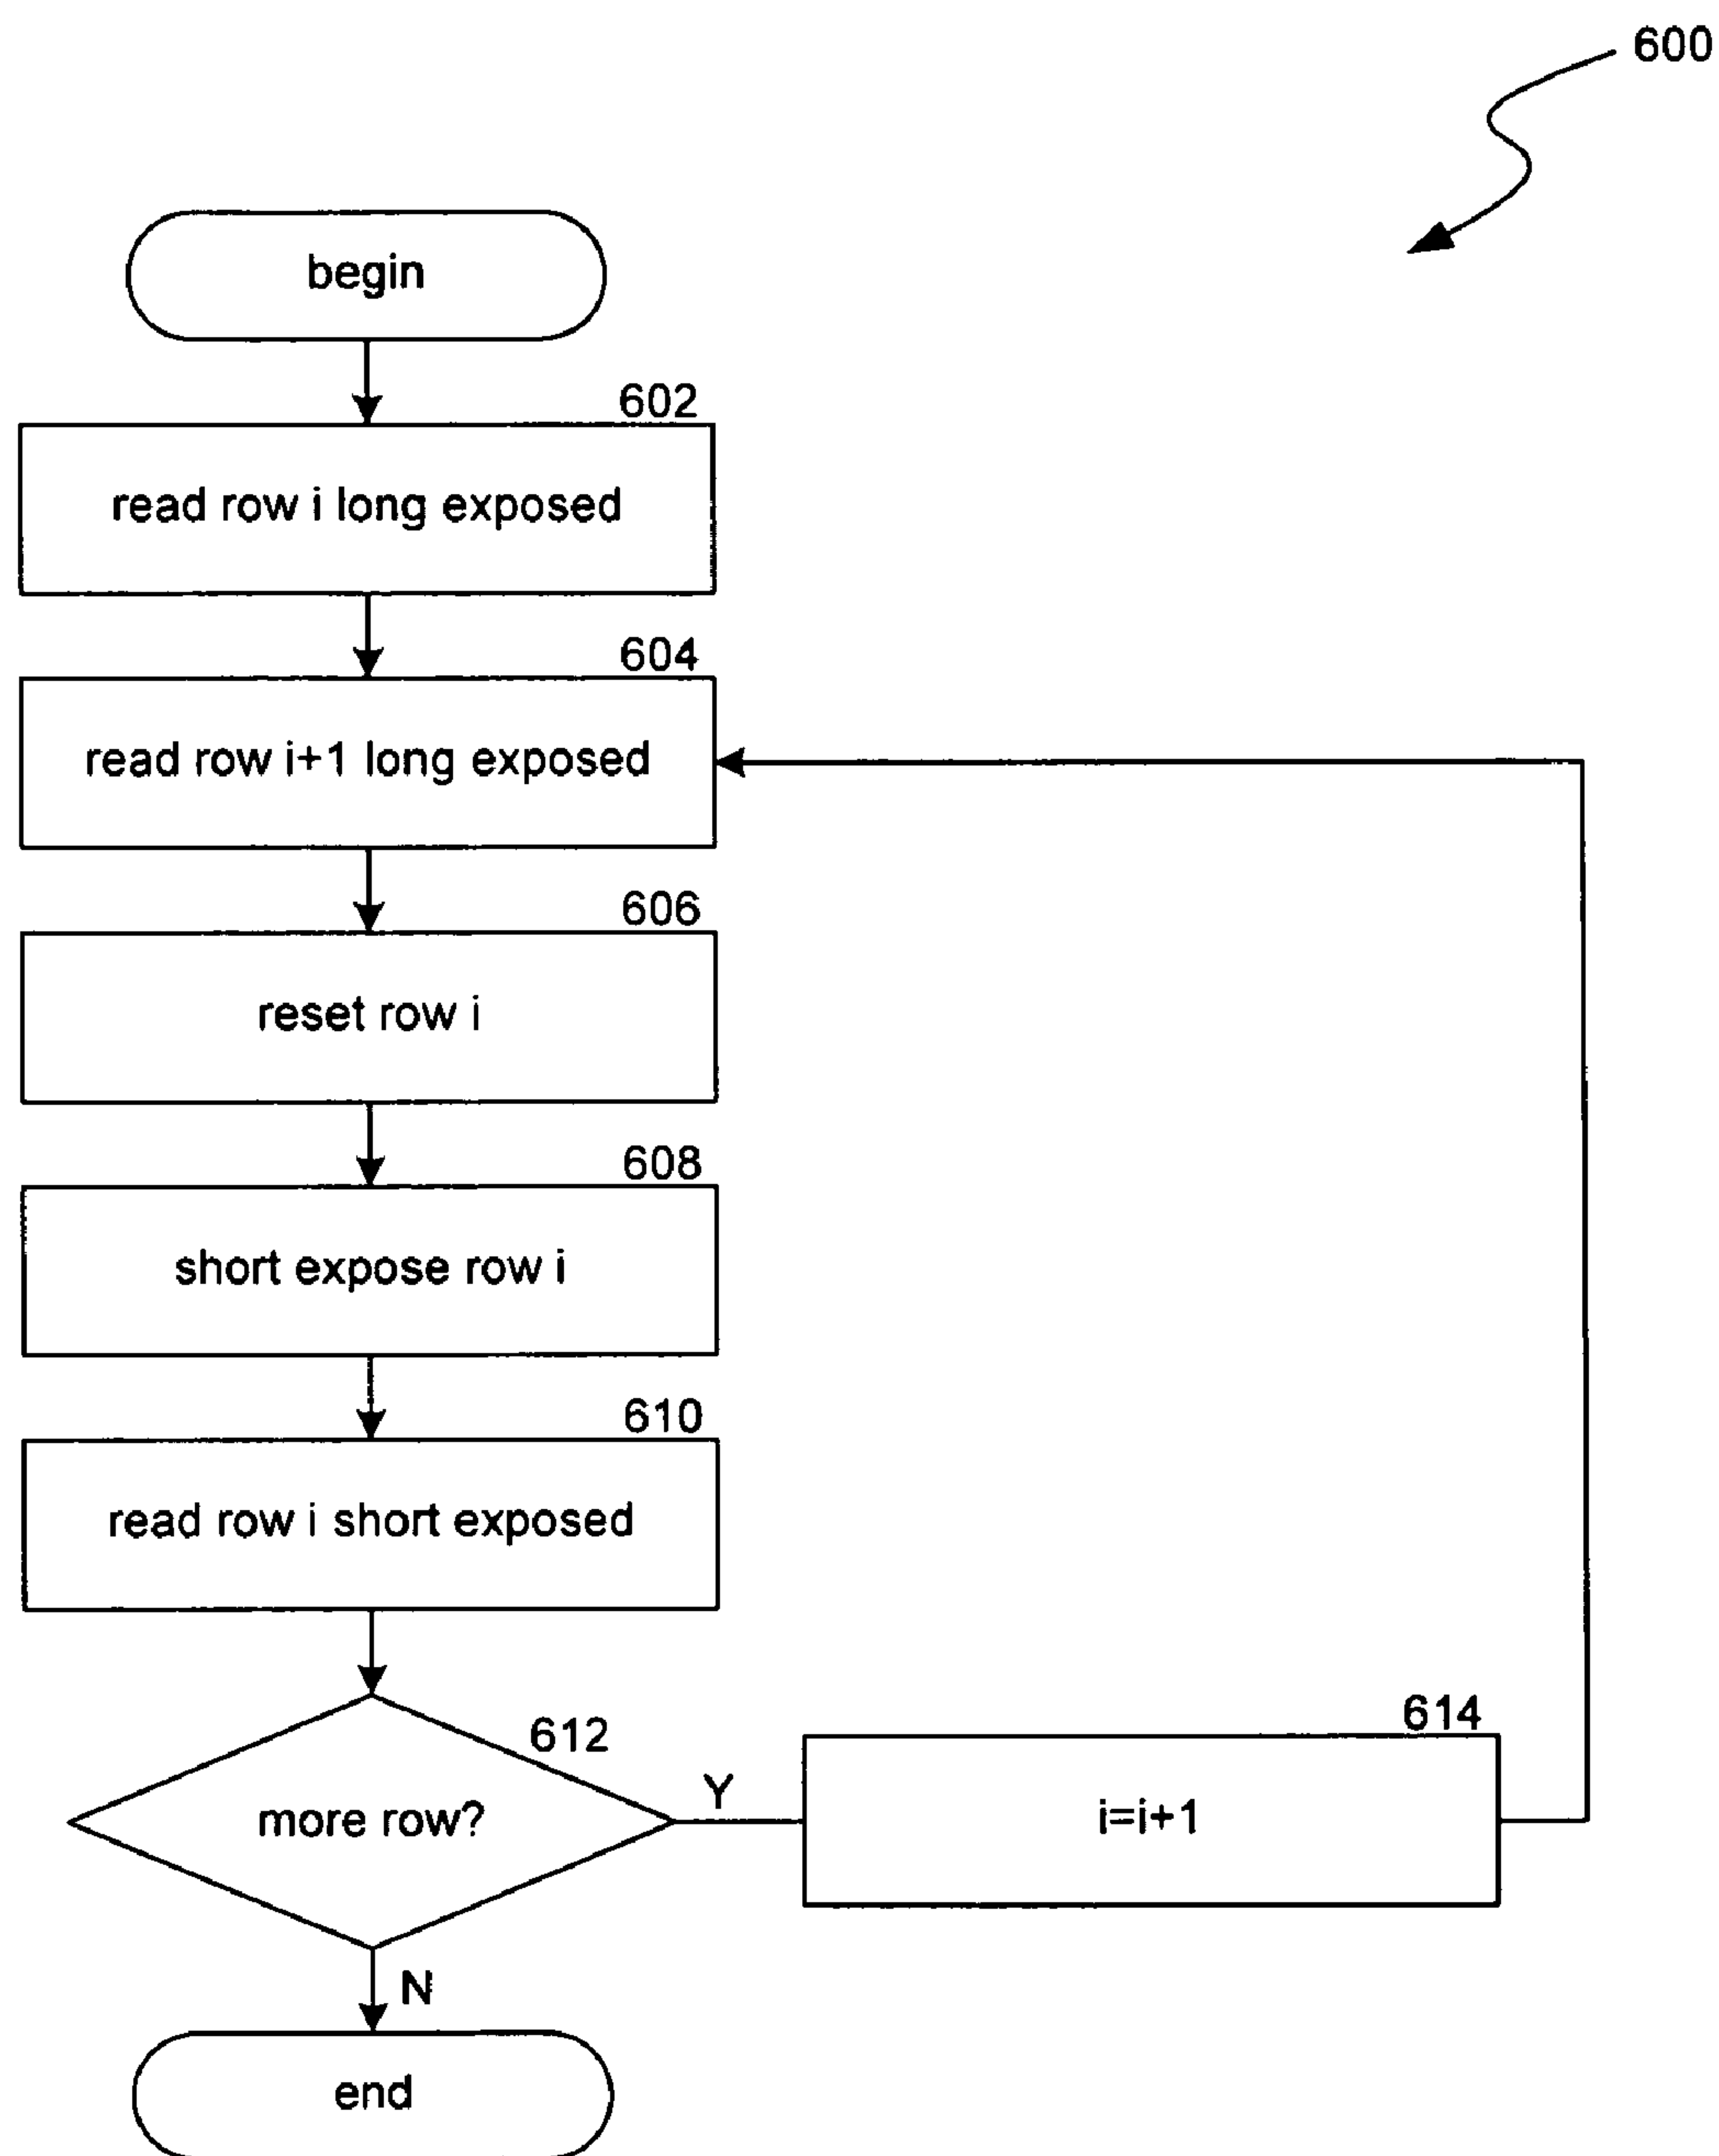 600
begin
602
read row i long exposed
604
read row i+1 long exposed
606
reset row i
608
short expose row i
610
read row i short exposed
612
more row?
Y
614
i=i+1
N
end